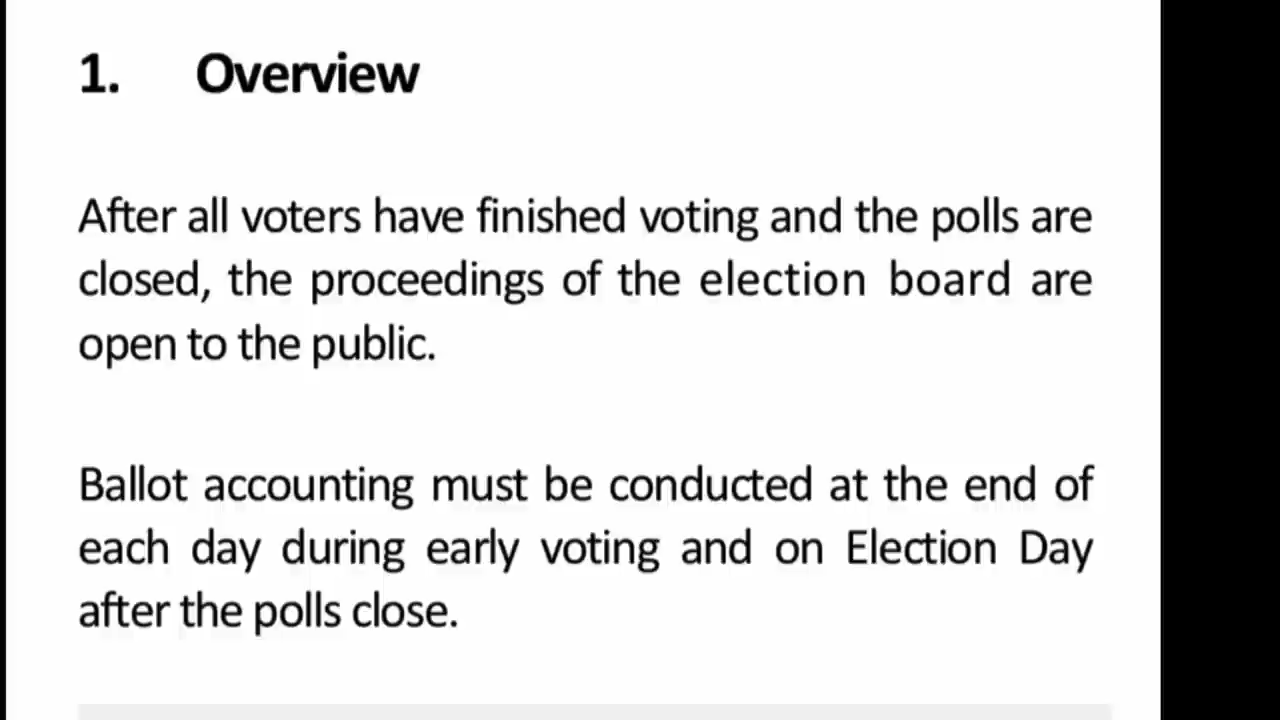 1. Overview
After all voters have finished voting and the polls are
closed, the proceedings of the election board are
open to the public.
Ballot accounting must be conducted at the end of
each day during early voting and on Election Day
after the polls close.